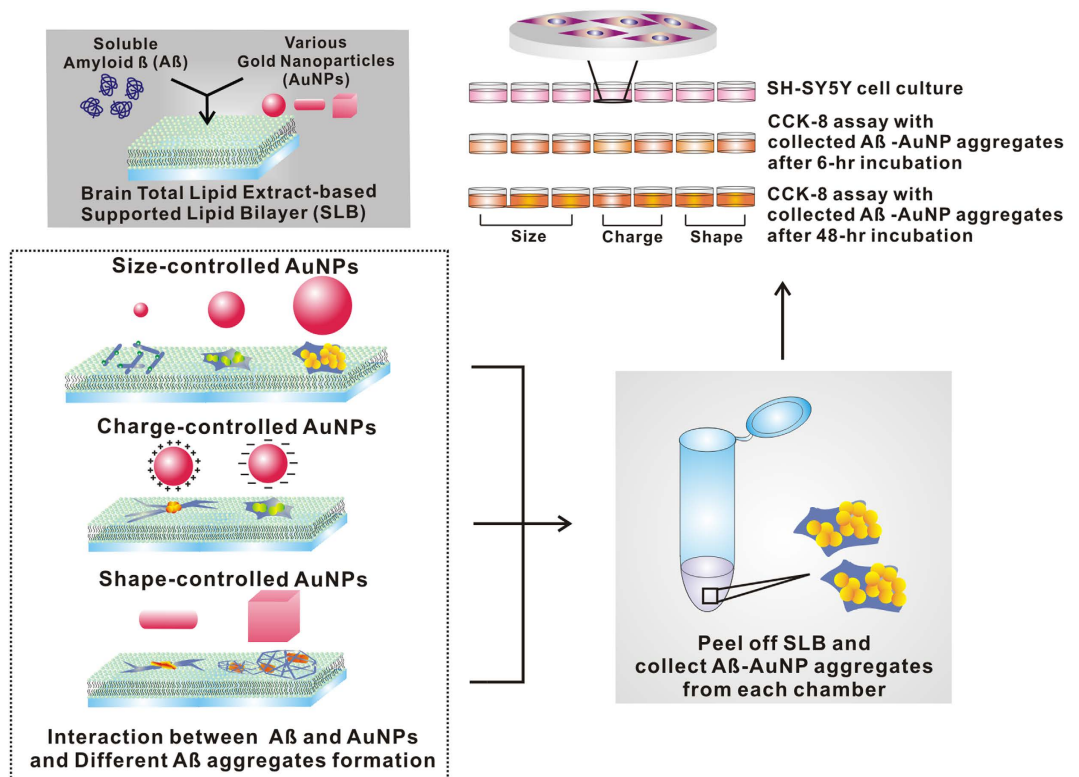 Soluble
Amyloid ß (Aß)
Various
Gold Nanoparticles
(AuNPs)
Brain Total Lipid Extract-based
Supported Lipid Bilayer (SLB)
SH-SY5Y cell culture
CCK-8 assay with
collected Aß -AuNP aggregates
after 6-hr incubation
CCK-8 assay with
collected Aß -AuNP aggregates
after 48-hr incubation
Size
Charge
Shape
Size-controlled AuNPs
Charge-controlled AuNPs
Shape-controlled AuNPs
Interaction between Aß and AuNPs
and Different Aß aggregates formation
Peel off SLB and
collect Aß-AuNP aggregates
from each chamber